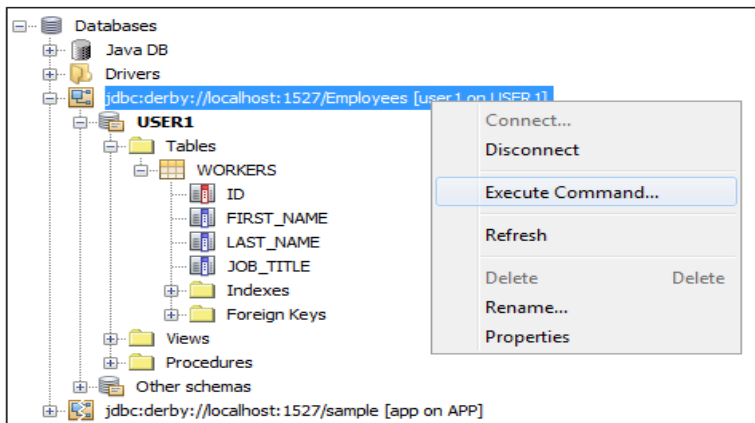 Databases
Java DB
Drivers
jdbc:derby://localhost:1527/Employees [user1 on USER1]
USER1
Tables
WORKERS
ID
FIRST_NAME
LAST_NAME
JOB_TITLE
Indexes
Foreign Keys
Views
Procedures
Other schemas
jdbc:derby://localhost:1527/sample [app on APP]
Connect...
Disconnect
Execute Command...
Refresh
Delete Delete
Rename...
Properties